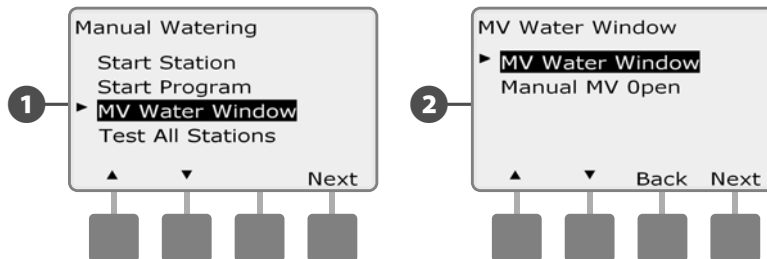 Manual Watering
Start Station
Start Program
► MV Water Window
Test All Stations
▲ ▼ Next
1
MV Water Window
► MV Water Window
Manual MV 0pen
▲ ▼ Back Next
2